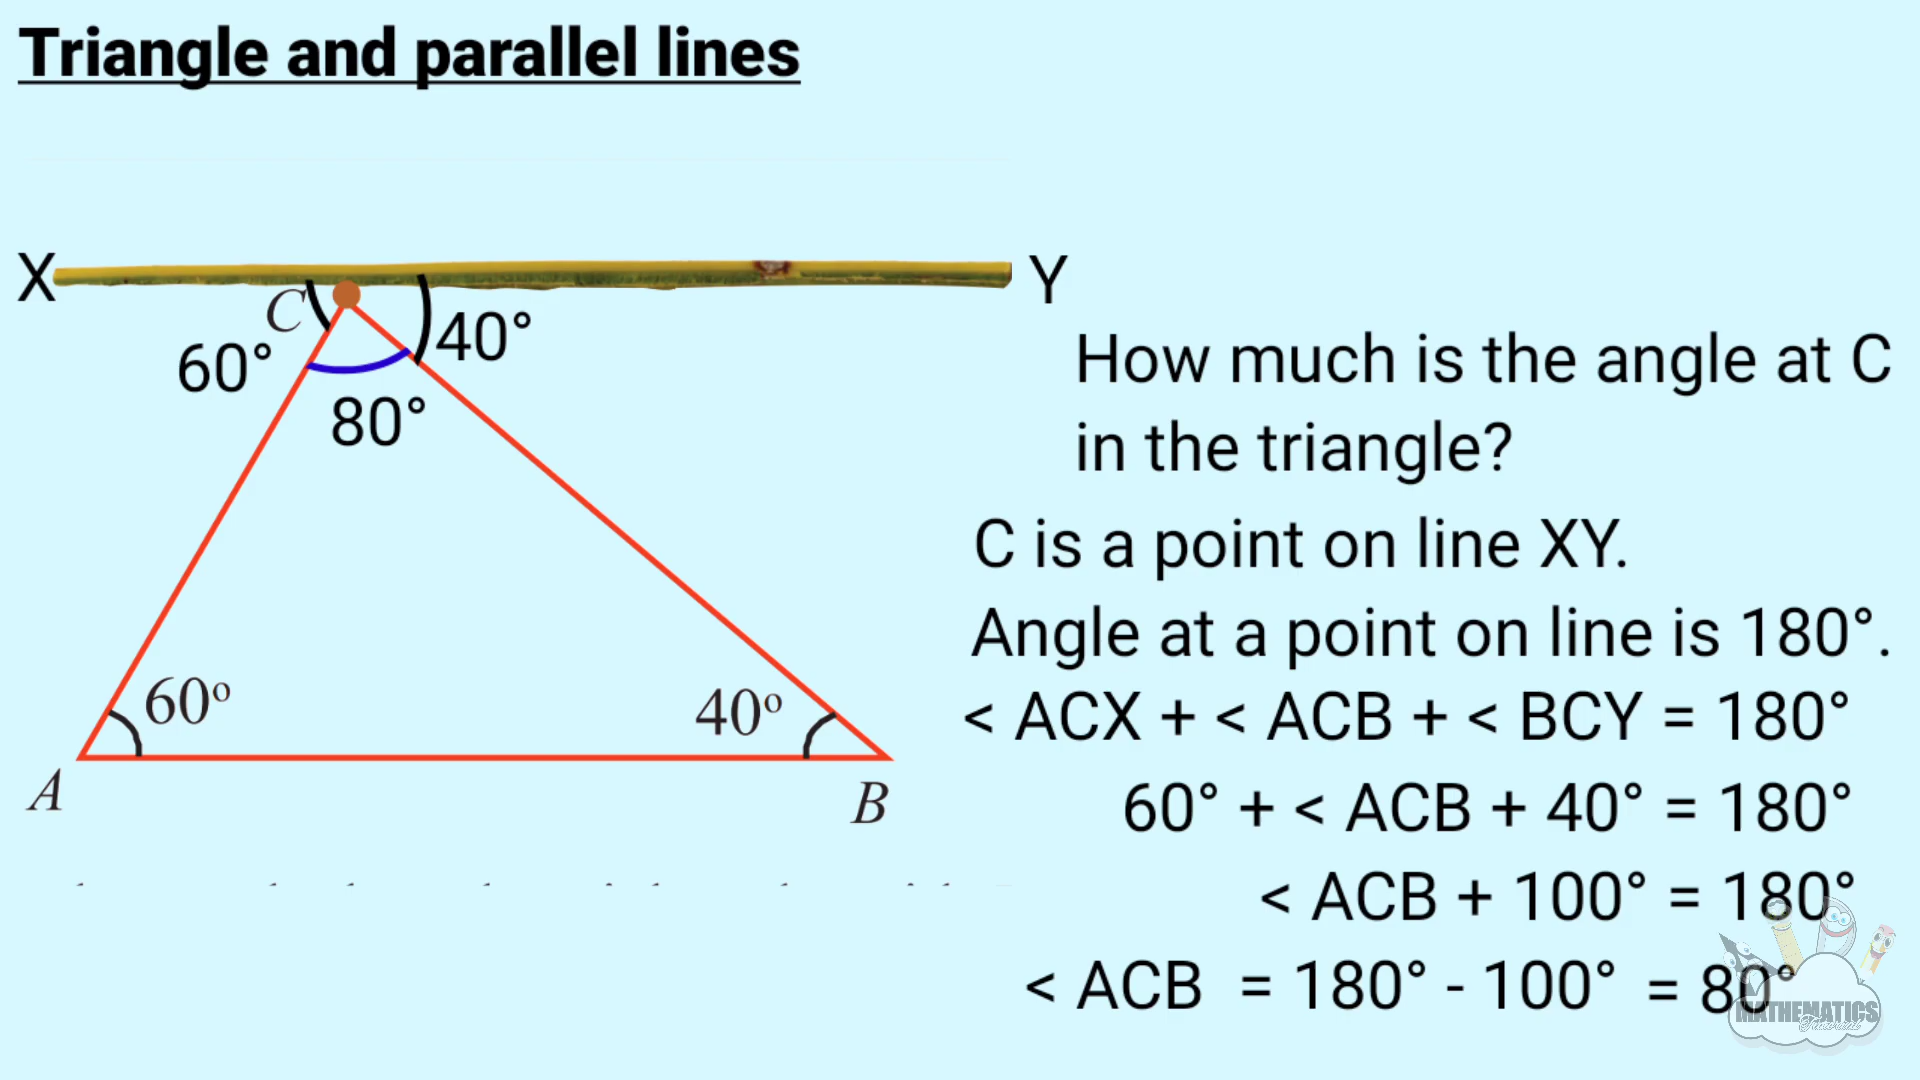 Triangle and parallel lines
X
Y
C
60°
40°
80°
How much is the angle at C
in the triangle?
C is a point on line XY.
Angle at a point on line is 180°.
< ACX + < ACB + < BCY = 180°
60° + < ACB + 40° = 180°
< ACB + 100° = 180°
< ACB = 180° - 100° = 80°
60°
40°
A
B
MATHEMATICS
Tutorial